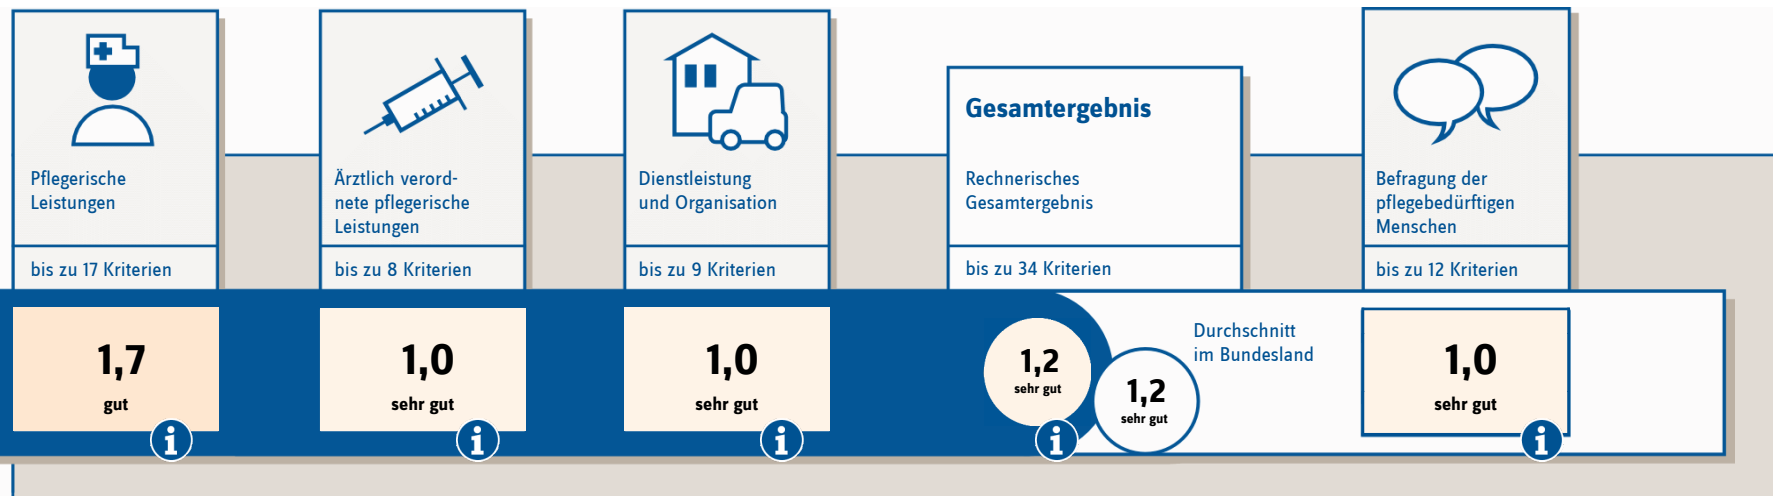 Pflegerische
Leistungen
bis zu 17 Kriterien
1,7
gut
Ärztlich verord-
nete pflegerische
Leistungen
bis zu 8 Kriterien
1,0
sehr gut
Dienstleistung
und Organisation
bis zu 9 Kriterien
1,0
sehr gut
Gesamtergebnis
Rechnerisches
Gesamtergebnis
bis zu 34 Kriterien
1,2
sehr gut
Durchschnitt
im Bundesland
1,2
sehr gut
Befragung der
pflegebedürftigen
Menschen
bis zu 12 Kriterien
1,0
sehr gut